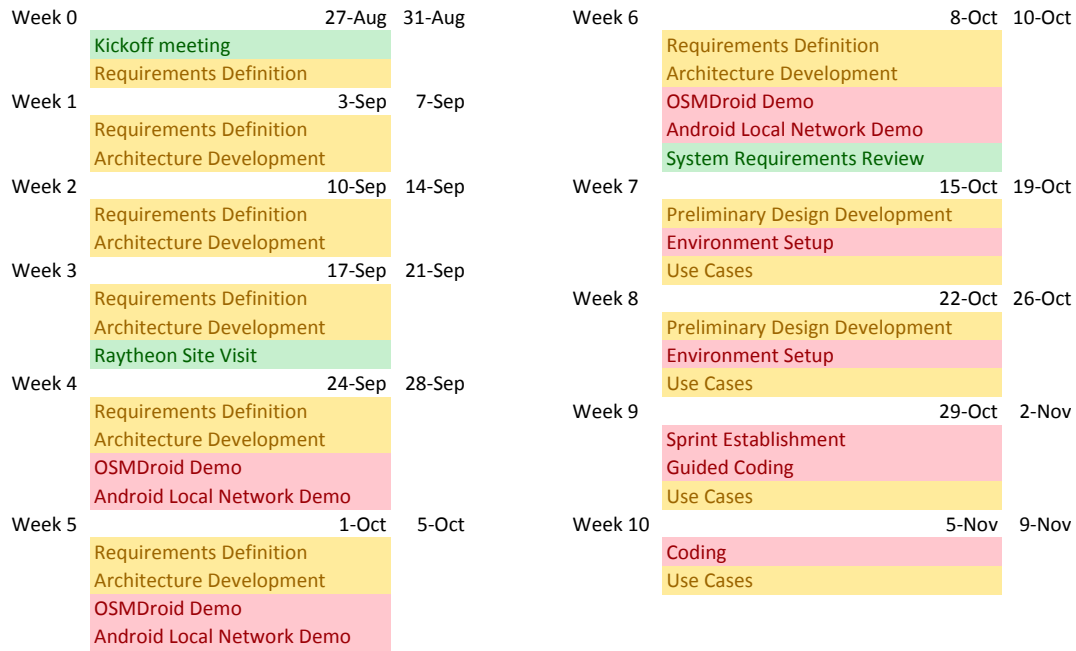 Week 0 27-Aug 31-Aug
Kickoff meeting
Requirements Definition
Week 1 3-Sep 7-Sep
Requirements Definition
Architecture Development
Week 2 10-Sep 14-Sep
Requirements Definition
Architecture Development
Week 3 17-Sep 21-Sep
Requirements Definition
Architecture Development
Raytheon Site Visit
Week 4 24-Sep 28-Sep
Requirements Definition
Architecture Development
OSMDroid Demo
Android Local Network Demo
Week 5 1-Oct 5-Oct
Requirements Definition
Architecture Development
OSMDroid Demo
Android Local Network Demo
Week 6 8-Oct 10-Oct
Requirements Definition
Architecture Development
OSMDroid Demo
Android Local Network Demo
System Requirements Review
Week 7 15-Oct 19-Oct
Preliminary Design Development
Environment Setup
Use Cases
Week 8 22-Oct 26-Oct
Preliminary Design Development
Environment Setup
Use Cases
Week 9 29-Oct 2-Nov
Sprint Establishment
Guided Coding
Use Cases
Week 10 5-Nov 9-Nov
Coding
Use Cases